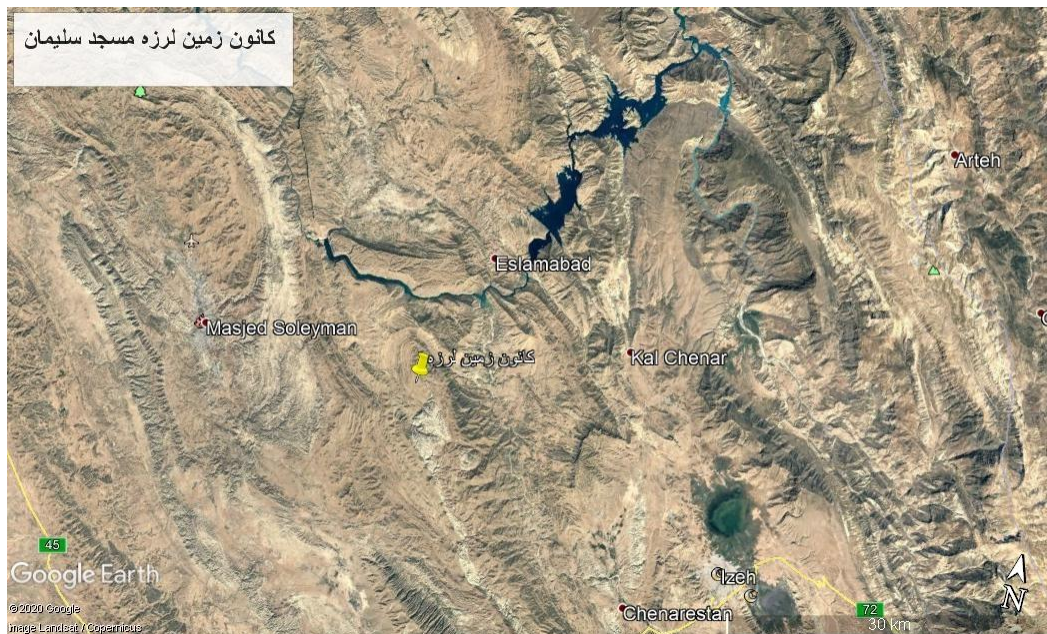 کانون زمین لرزه مسجد سلیمان
Arteh
Eslamabad
Masjed Soleyman
کانون زمین لرزه
Kal Chenar
45
Google Earth
Izeh
©2020 Google
Chenarestan
72
30 km
N
Image Landsat / Copernicus